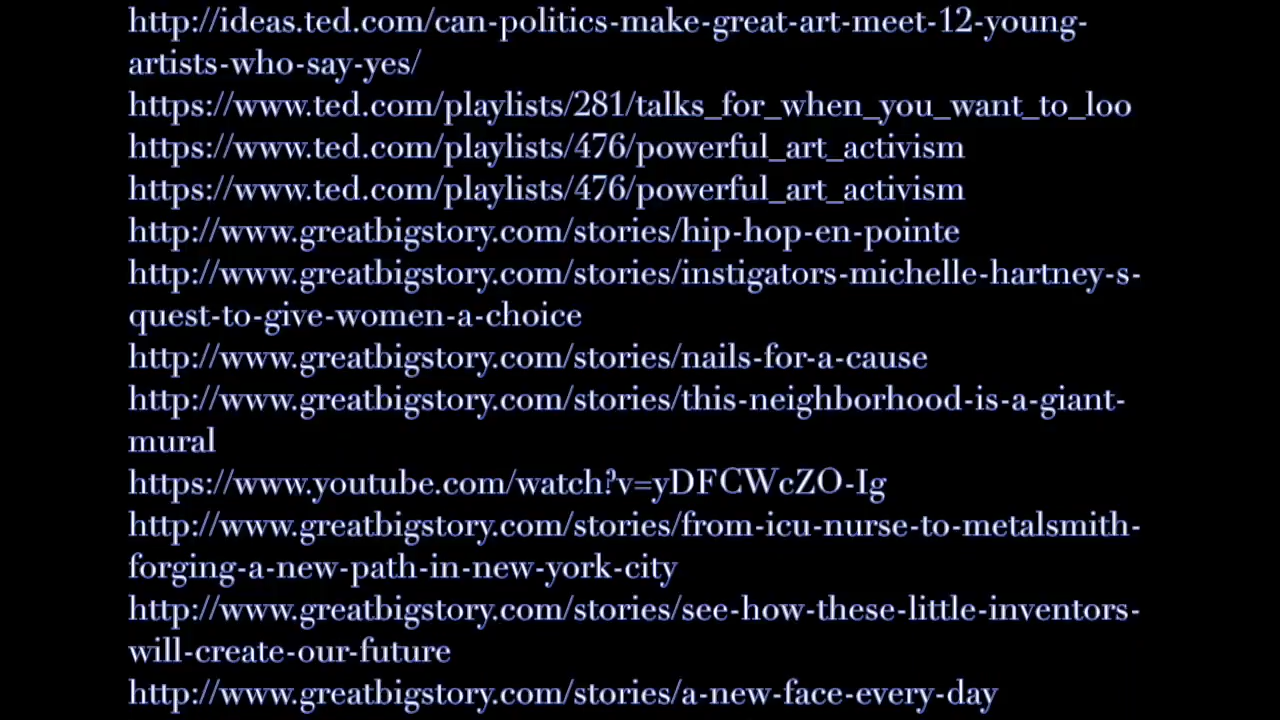 http://ideas.ted.com/can-politics-make-great-art-meet-12-young-
artists-who-say-yes/
https://www.ted.com/playlists/281/talks_for_when_you_want_to_loo
https://www.ted.com/playlists/476/powerful_art_activism
https://www.ted.com/playlists/476/powerful_art_activism
http://www.greatbigstory.com/stories/hip-hop-en-pointe
http://www.greatbigstory.com/stories/instigators-michelle-hartney-s-
quest-to-give-women-a-choice
http://www.greatbigstory.com/stories/nails-for-a-cause
http://www.greatbigstory.com/stories/this-neighborhood-is-a-giant-
mural
https://www.youtube.com/watch?v=yDFCWcZO-Ig
http://www.greatbigstory.com/stories/from-icu-nurse-to-metalsmith-
forging-a-new-path-in-new-york-city
http://www.greatbigstory.com/stories/see-how-these-little-inventors-
will-create-our-future
http://www.greatbigstory.com/stories/a-new-face-every-day